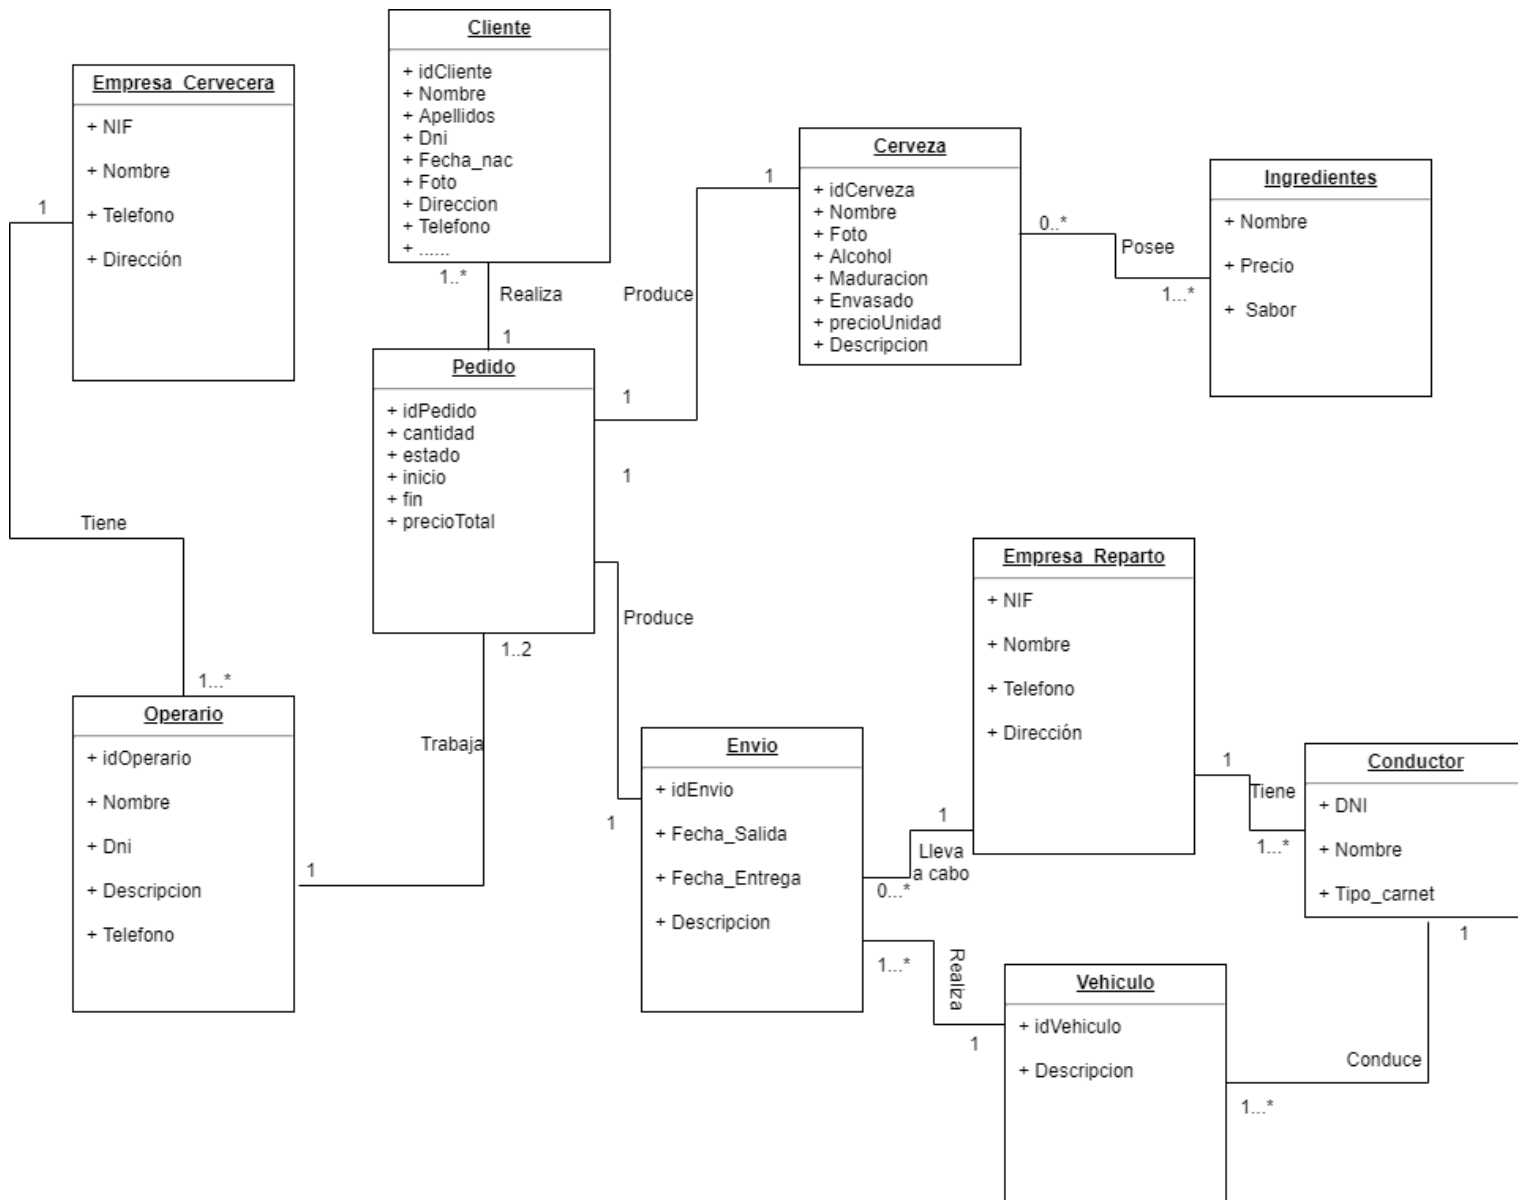 Cliente
+ idCliente
+ Nombre
+ Apellidos
+ Dni
+ Fecha_nac
+ Foto
+ Direccion
+ Telefono
+ ......
Empresa_Cervecera
+ NIF
+ Nombre
+ Telefono
+ Dirección
Cerveza
+ idCerveza
+ Nombre
+ Foto
+ Alcohol
+ Maduracion
+ Envasado
+ precioUnidad
+ Descripcion
Ingredientes
+ Nombre
+ Precio
+ Sabor
1
1
0..*
Posee
1...*
1..*
Realiza
Produce
1
Pedido
+ idPedido
+ cantidad
+ estado
+ inicio
+ fin
+ precioTotal
1
1
Tiene
1...*
1..2
Produce
Empresa_Reparto
+ NIF
+ Nombre
+ Telefono
+ Dirección
Operario
+ idOperario
+ Nombre
+ Dni
+ Descripcion
+ Telefono
Trabaja
1
1
Envio
+ idEnvio
+ Fecha_Salida
+ Fecha_Entrega
+ Descripcion
1
Lleva
a cabo
0...*
1
Tiene
1...*
Conductor
+ DNI
+ Nombre
+ Tipo_carnet
1
1...*
Realiza
1
Vehiculo
+ idVehiculo
+ Descripcion
Conduce
1...*